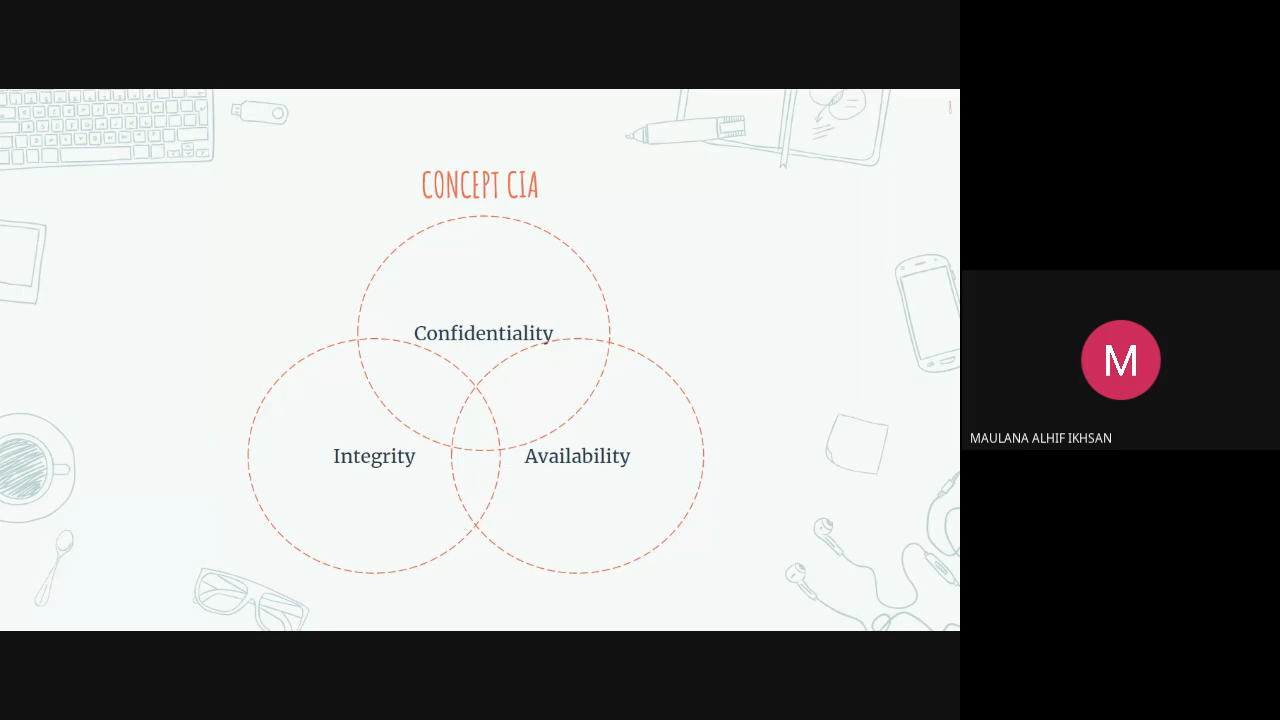 CONCEPT CIA
Confidentiality
Integrity
Availability
M
MAULANA ALHIF IKHSAN